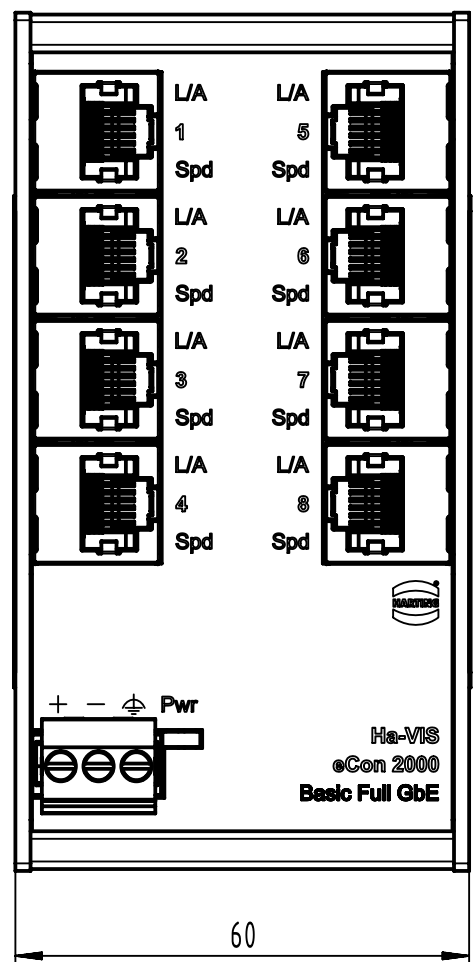 L/A L/A
1 5
Spd Spd
L/A L/A
2 6
Spd Spd
L/A L/A
3 7
Spd Spd
L/A L/A
4 8
Spd Spd
HARTING
+ − ⏚ Pwr
Ha-VIS
eCon 2000
Basic Full GbE
60